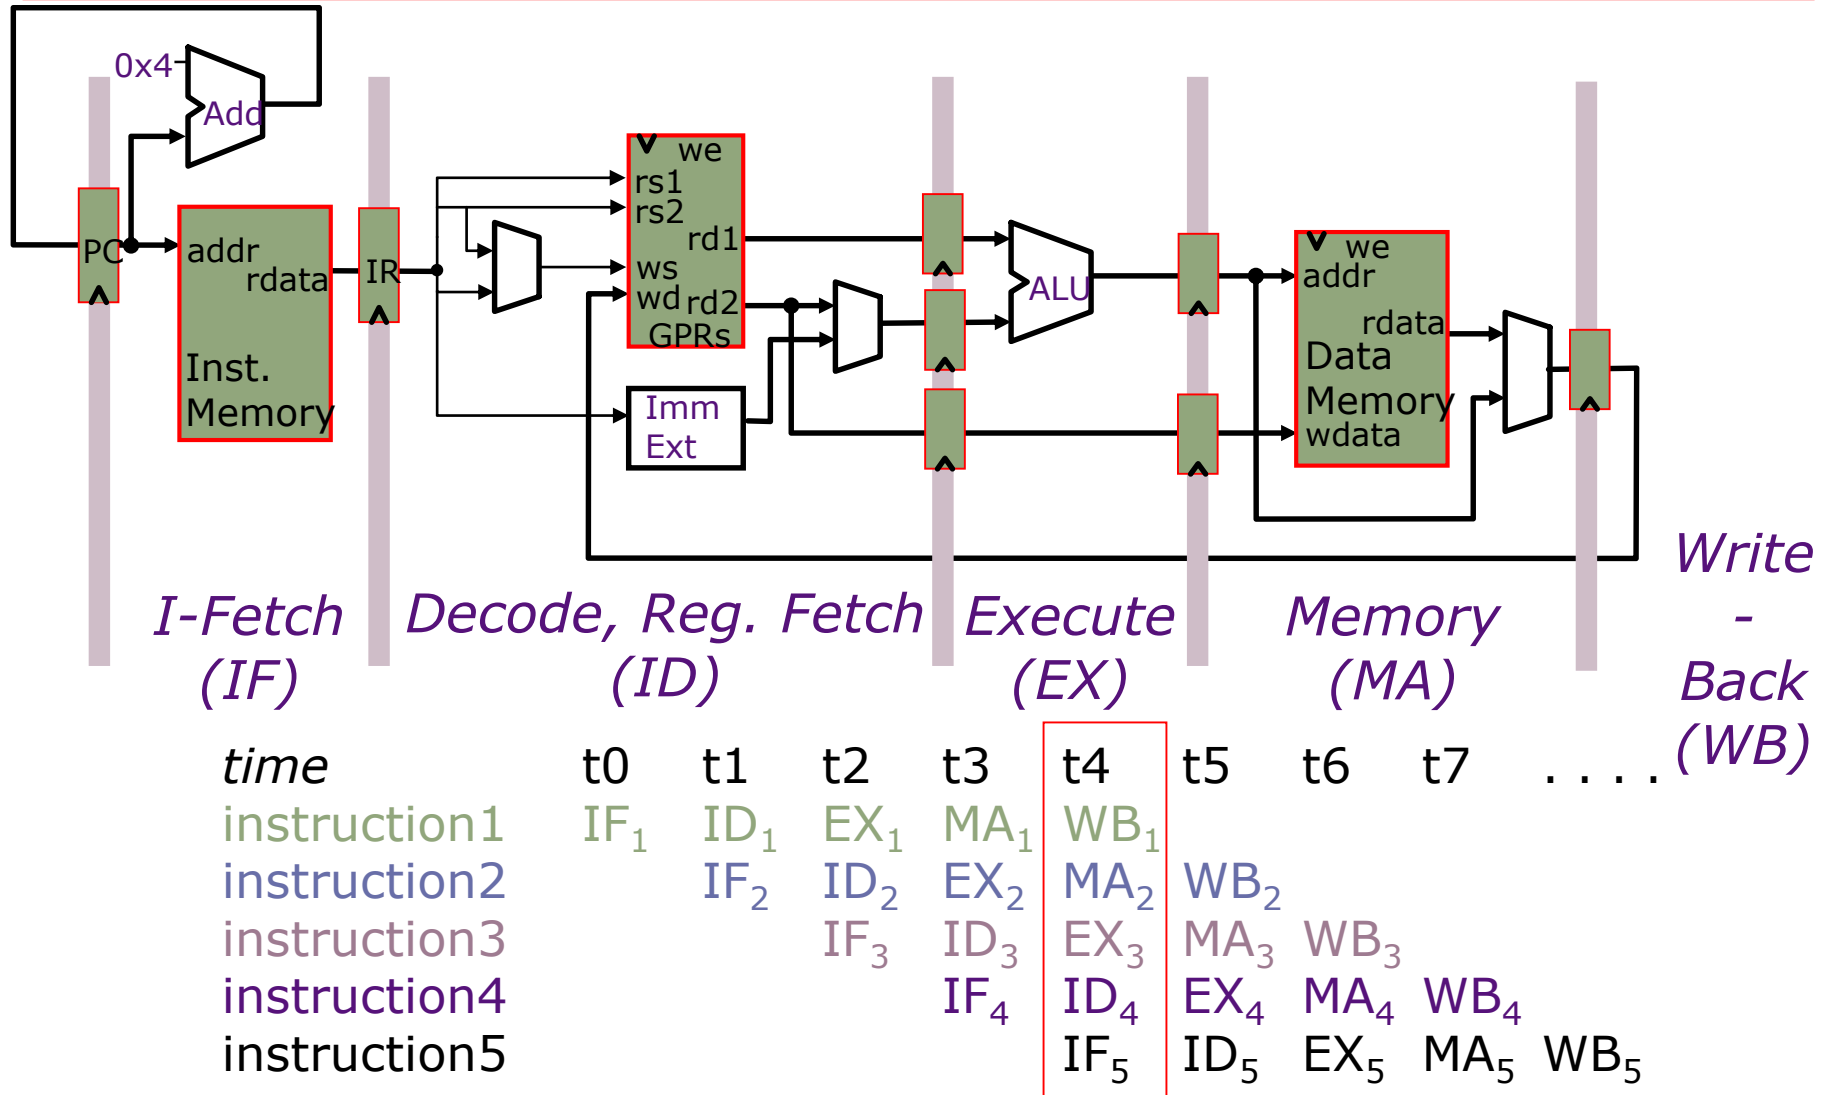 0x4
Add
PC
addr
rdata
Inst.
Memory
IR
we
rs1
rs2
rd1
ws
wd rd2
GPRs
Imm
Ext
ALU
we
addr
rdata
Data
Memory
wdata
I-Fetch
(IF)
Decode, Reg. Fetch
(ID)
Execute
(EX)
Memory
(MA)
Write
-
Back
(WB)
time t0 t1 t2 t3 t4 t5 t6 t7 . . . .
instruction1 IF1 ID1 EX1 MA1 WB1
instruction2 IF2 ID2 EX2 MA2 WB2
instruction3 IF3 ID3 EX3 MA3 WB3
instruction4 IF4 ID4 EX4 MA4 WB4
instruction5 IF5 ID5 EX5 MA5 WB5